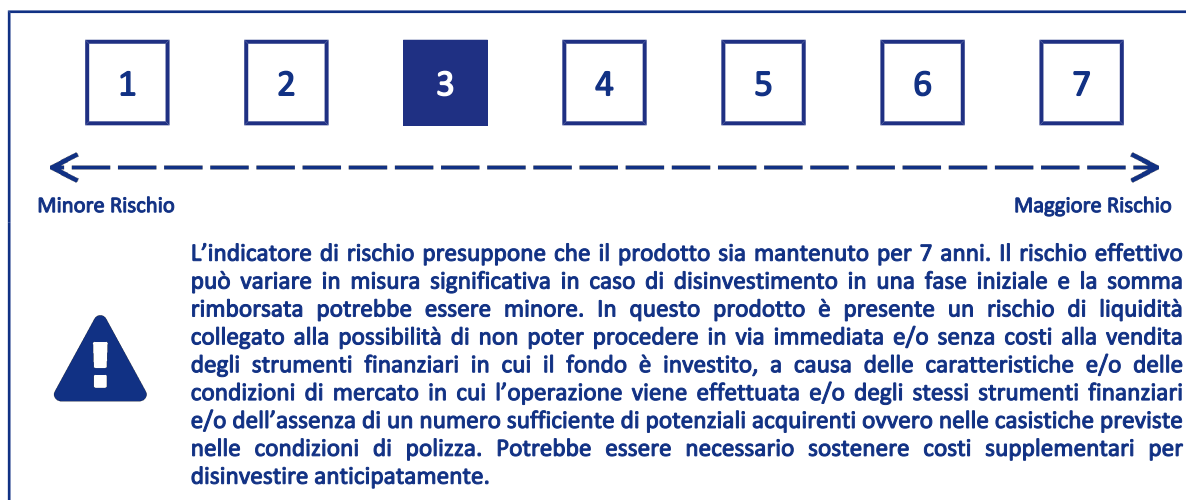 1 2 3 4 5 6 7
Minore Rischio Maggiore Rischio
L’indicatore di rischio presuppone che il prodotto sia mantenuto per 7 anni. Il rischio effettivo
può variare in misura significativa in caso di disinvestimento in una fase iniziale e la somma
rimborsata potrebbe essere minore. In questo prodotto è presente un rischio di liquidità
collegato alla possibilità di non poter procedere in via immediata e/o senza costi alla vendita
degli strumenti finanziari in cui il fondo è investito, a causa delle caratteristiche e/o delle
condizioni di mercato in cui l’operazione viene effettuata e/o degli stessi strumenti finanziari
e/o dell’assenza di un numero sufficiente di potenziali acquirenti ovvero nelle casistiche previste
nelle condizioni di polizza. Potrebbe essere necessario sostenere costi supplementari per
disinvestire anticipatamente.